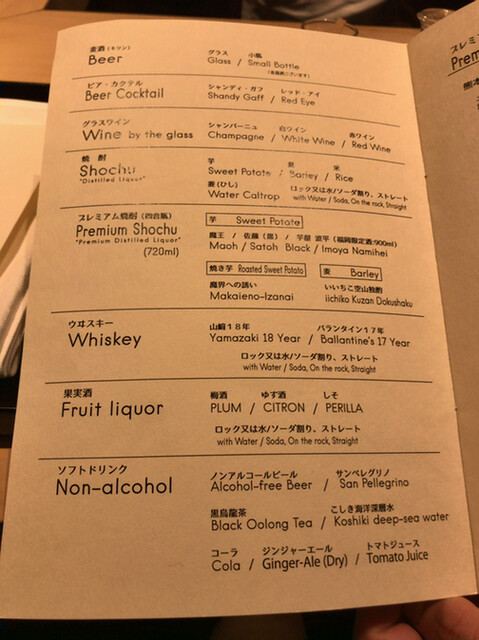 麦酒(キリン) グラス 小瓶
Beer Glass / Small Bottle
ビア・カクテル シャンディ・ガフ レッド・アイ
Beer Cocktail Shandy Gaff / Red Eye
グラスワイン シャンパーニュ 白ワイン 赤ワイン
Wine by the glass Champagne / White Wine / Red Wine
焼 酎 芋 麦 米
Shochu Sweet Potato / Barley / Rice
"Distilled Liquor" 菱(ひし) ロック又は水/ソーダ割り、ストレート
Water Caltrop with Water / Soda, On the rock, Straight
プレミアム焼酎(四合瓶) 芋 Sweet Potate
Premium Shochu 魔王 / 佐藤(黒) / 芋屋 浪平(福岡限定酒:900ml)
"Premium Distilled Liquor" Maoh / Satoh Black / Imoya Namihei
(720ml) 焼き芋 Roasted Sweet Potato 麦 Barley
魔界への誘い いいちこ空山独酌
Makaieno-Izanai iichiko Kuzan Dokushaku
ウヰスキー 山崎18年 バランタイン17年
Whiskey Yamazaki 18 Year / Ballantine's 17 Year
ロック又は水/ソーダ割り、ストレート
with Water / Soda, On the rock, Straight
果実酒 梅酒 ゆず酒 しそ
Fruit liquor PLUM / CITRON / PERILLA
ロック又は水/ソーダ割り、ストレート
with Water / Soda, On the rock, Straight
ソフトドリンク ノンアルコールビール サンペレグリノ
Non-alcohol Alcohol-free Beer / San Pellegrino
黒烏龍茶 こしき海洋深層水
Black Oolong Tea / Koshiki deep-sea water
コーラ ジンジャーエール トマトジュース
Cola / Ginger-Ale (Dry) / Tomato Juice
プレミ
Prem
熊本